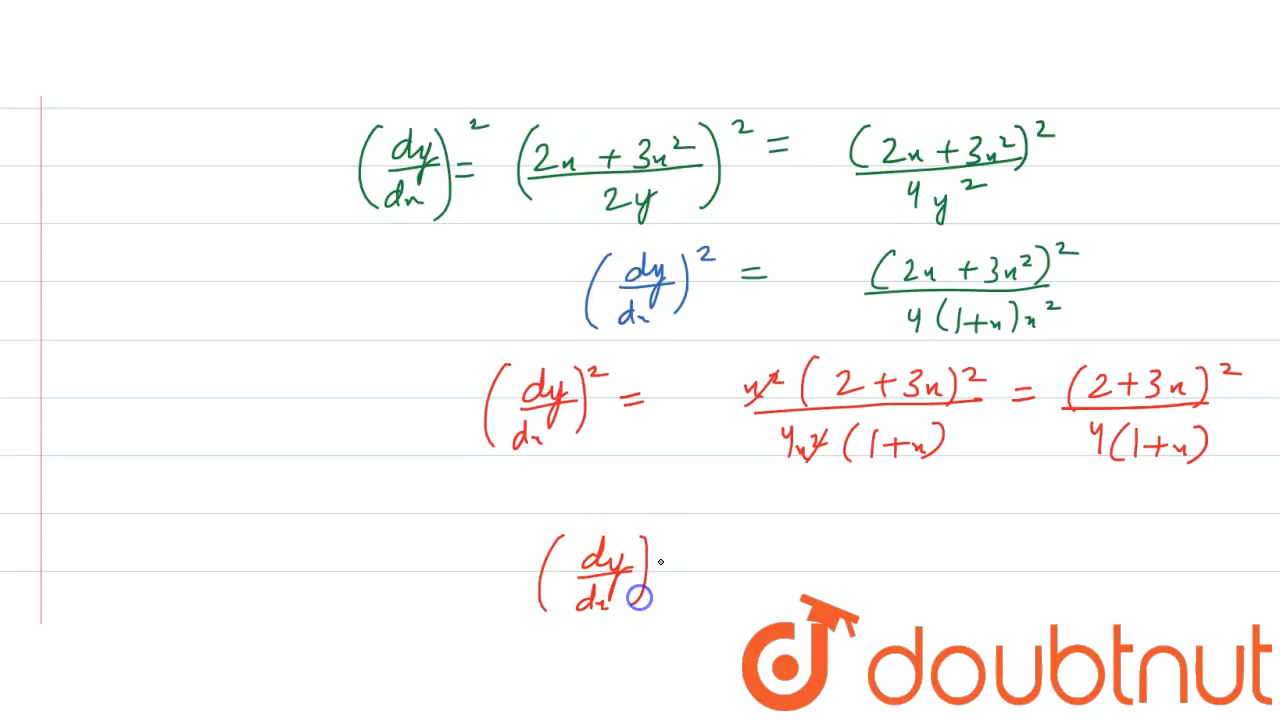 (dy/dx)² = ((2x + 3x²)/2y)² = (2x + 3x²)²/4y²
(dy/dx)² = (2x + 3x²)²/4(1+x)x²
(dy/dx)² = x²(2+3x)²/4x²(1+x) = (2+3x)²/4(1+x)
(dy/dx)
doubtnut